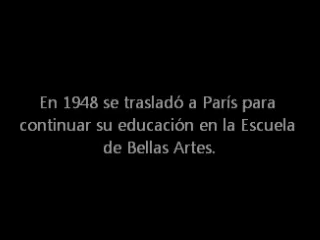 En 1948 se trasladó a París para
continuar su educación en la Escuela
de Bellas Artes.